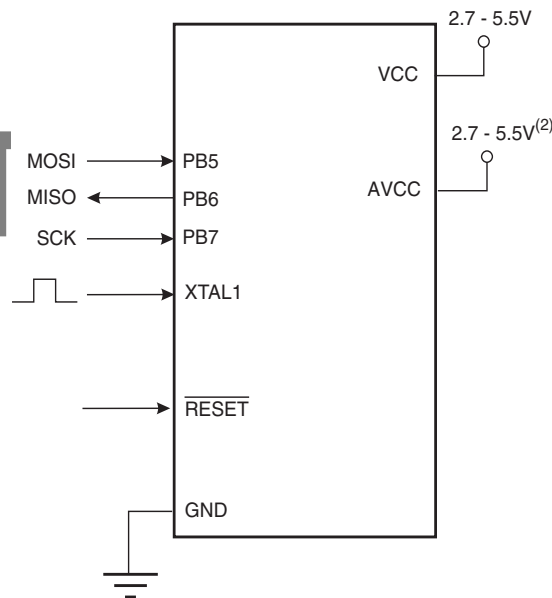 2.7 - 5.5V
VCC
2.7 - 5.5V(2)
MOSI PB5
AVCC
MISO PB6
SCK PB7
XTAL1
RESET
GND